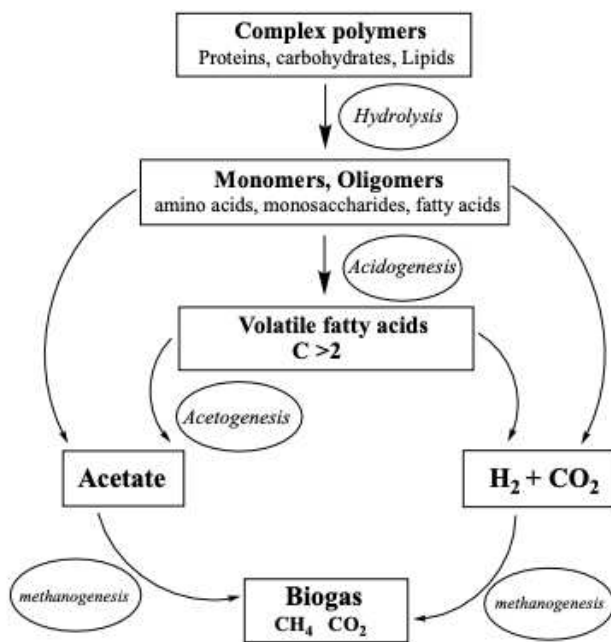 Complex polymers
Proteins, carbohydrates, Lipids
Hydrolysis
Monomers, Oligomers
amino acids, monosaccharides, fatty acids
Acidogenesis
Volatile fatty acids
C >2
Acetogenesis
Acetate
H₂ + CO₂
methanogenesis
Biogas
CH₄ CO₂
methanogenesis